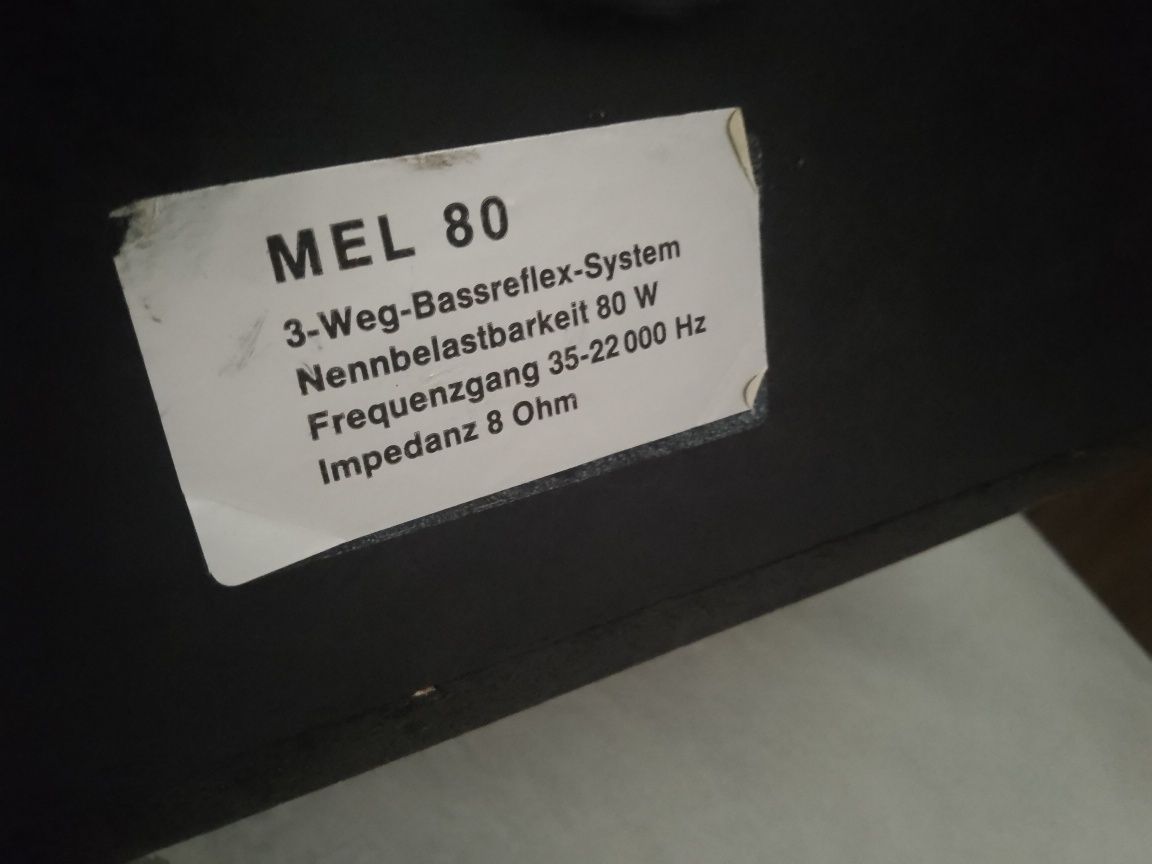 MEL 80
3-Weg-Bassreflex-System
Nennbelastbarkeit 80 W
Frequenzgang 35-22 000 Hz
Impedanz 8 Ohm